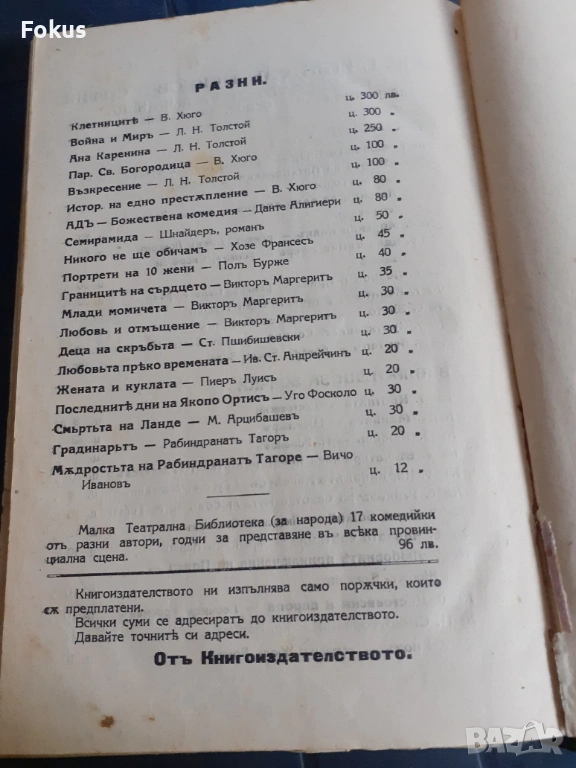 Fokus
РАЗНИ.
Клетницитѣ — В. Хюго ц. 300 лв.
Война и Миръ — Л. Н. Толстой ц. 300 „
Ана Каренина — Л. Н. Толстой ц. 250 „
Пар. Св. Богородица — В. Хюго ц. 100 „
Възкресение — Л. Н. Толстой ц. 100 „
Истор. на едно престѫпление — В. Хюго ц. 80 „
АДЪ — Божествена комедия — Данте Алигиери ц. 80 „
Семирамида — Шнайдеръ, романъ ц. 50 „
Никого не ще обичамъ — Хозе Франсесъ ц. 45 „
Портрети на 10 жени — Полъ Бурже ц. 40 „
Границитѣ на сърдцето — Викторъ Маргеритъ ц. 35 „
Млади момичета — Викторъ Маргеритъ ц. 30 „
Любовь и отмъщение — Викторъ Маргеритъ ц. 30 „
Деца на скръбьта — Ст. Пшибишевски ц. 30 „
Любовьта прѣко времената — Ив. Ст. Андрейчинъ ц. 20 „
Жената и куклата — Пиеръ Луисъ ц. 20 „
Последнитѣ дни на Якопо Ортисъ — Уго Фосколо ц. 30 „
Смъртьта на Ланде — М. Арцибашевъ ц. 30 „
Градинарьтъ — Рабиндранатъ Тагоръ ц. 20 „
Мѫдростьта на Рабиндранатъ Тагоре — Вичо
Ивановъ ц. 12 „
Малка Театрална Библиотека (за народа) 17 комедийки
отъ разни автори, годчи за представяне въ всѣка провин-
циална сцена. 96 лв.
Книгоиздателството ни изпълнява само порѫчки, които
сѫ предплатени.
Всички суми се адресиратъ до книгоиздателството.
Давайте точнитѣ си адреси.
Отъ Книгоиздателството.
BAZAR